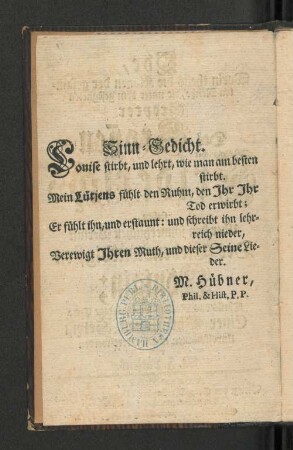 Sinn-Gedicht.
Louise stirbt, und lehrt, wie man am besten
stirbt.
Mein Lütjens fühlt den Ruhm, den Ihr Ihr
Tod erwirbt;
Er fühlt ihn, und erstaunt: und schreibt ihn lehr-
reich nieder,
Verewigt Ihren Muth, und dieser Seine Lie-
der.
M. Hübner,
Phil. & Hist. P. P.